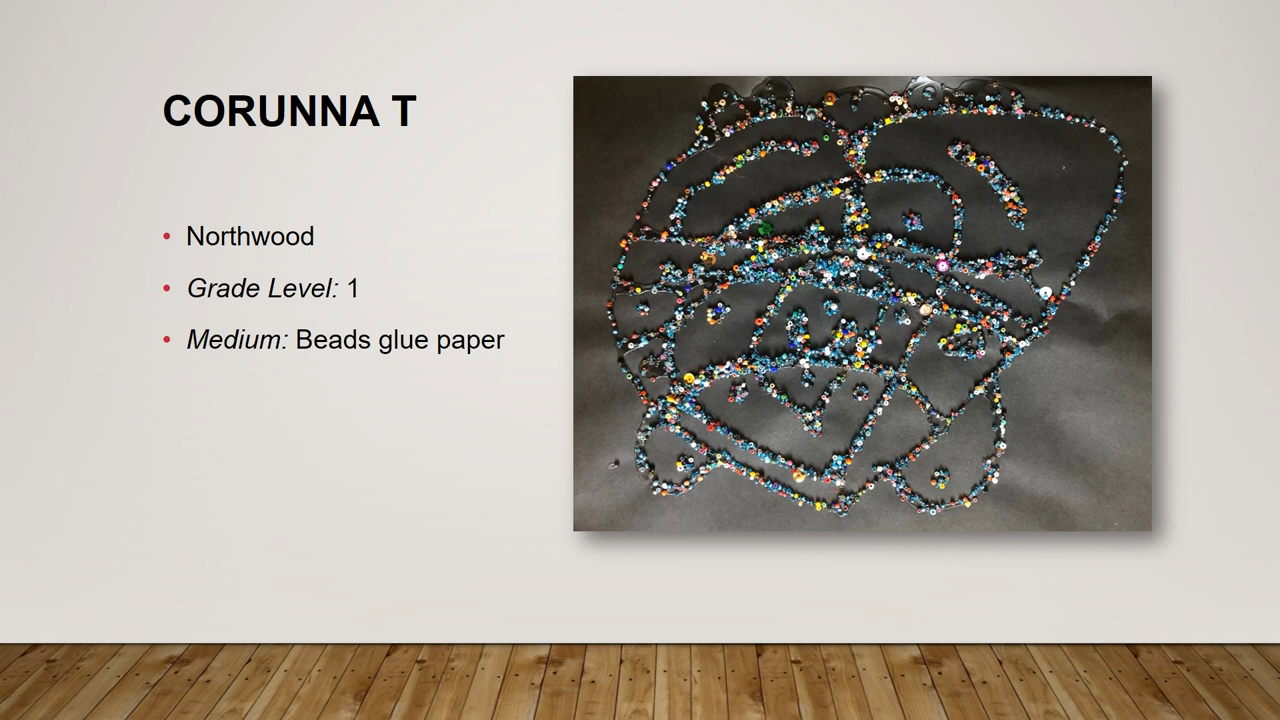 CORUNNA T
• Northwood
• Grade Level: 1
• Medium: Beads glue paper